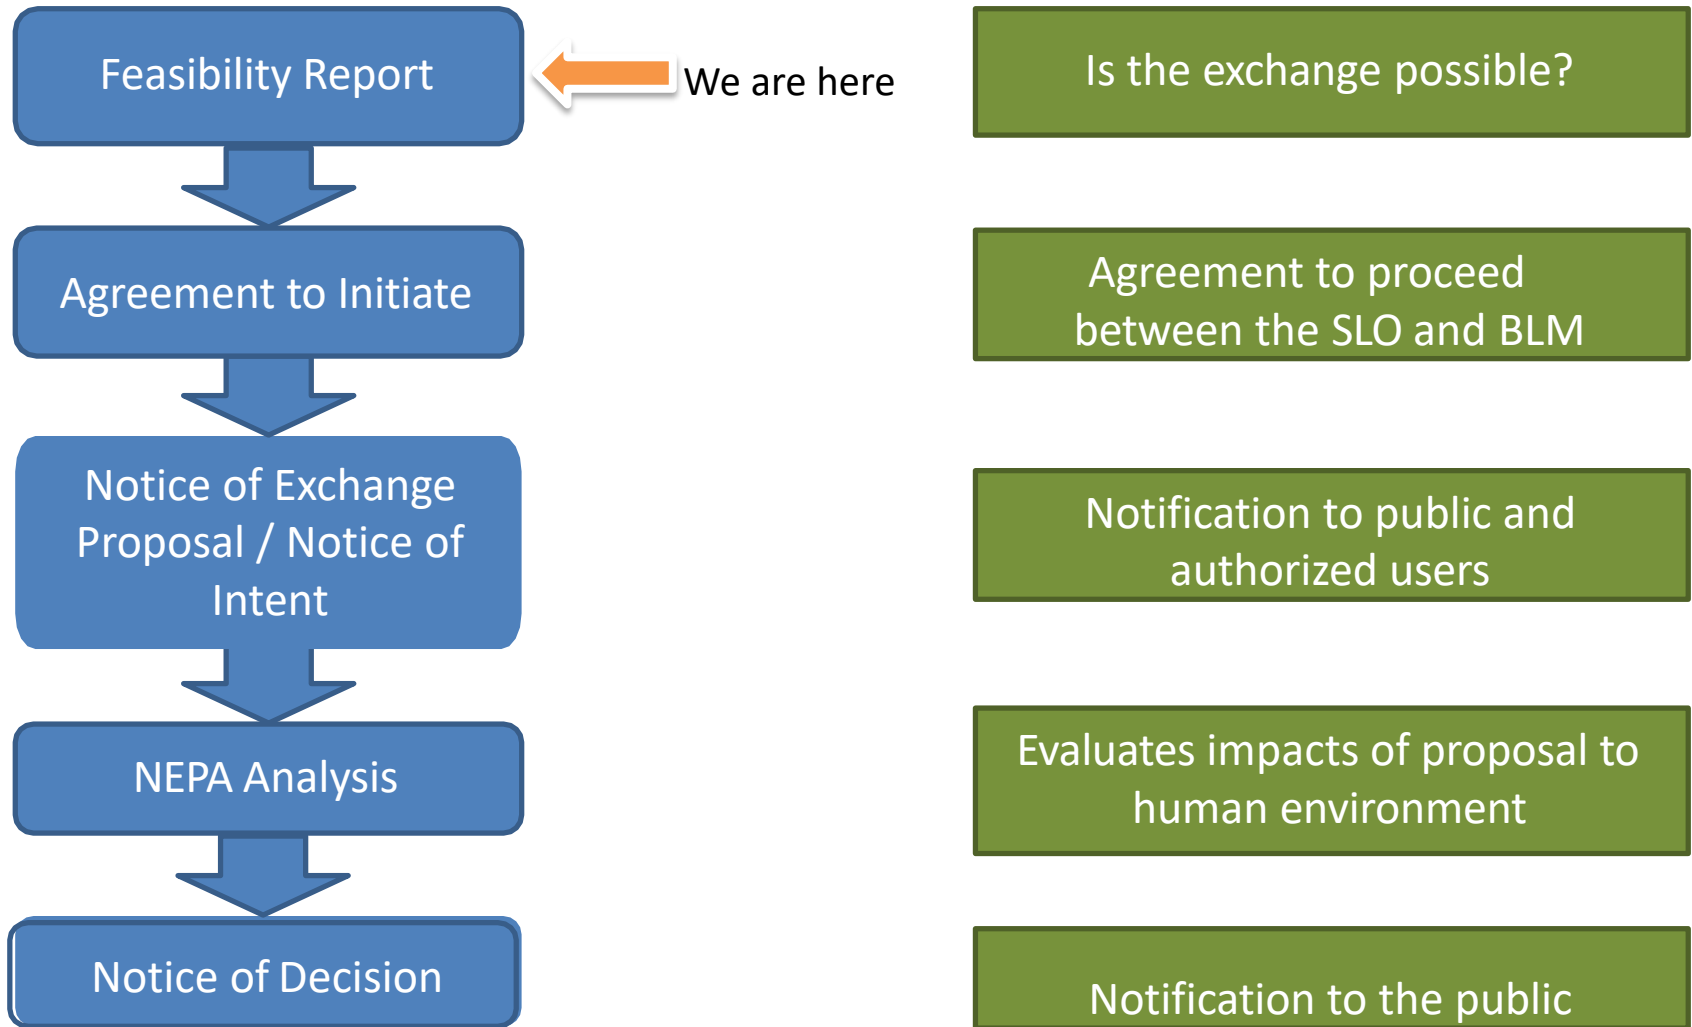 Feasibility Report
We are here
Is the exchange possible?
Agreement to Initiate
Agreement to proceed
between the SLO and BLM
Notice of Exchange
Proposal / Notice of
Intent
Notification to public and
authorized users
NEPA Analysis
Evaluates impacts of proposal to
human environment
Notice of Decision
Notification to the public